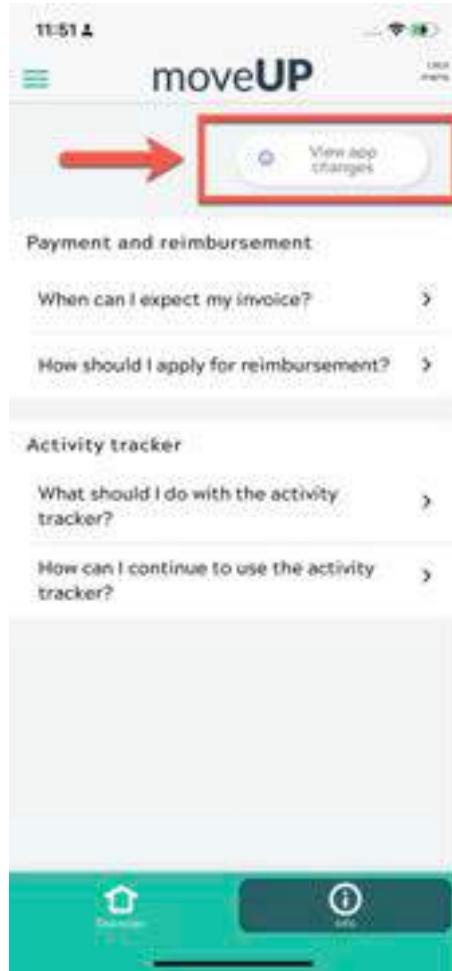 11:51
moveUP
View app
changes
Payment and reimbursement
When can I expect my invoice?
How should I apply for reimbursement?
Activity tracker
What should I do with the activity
tracker?
How can I continue to use the activity
tracker?
Info